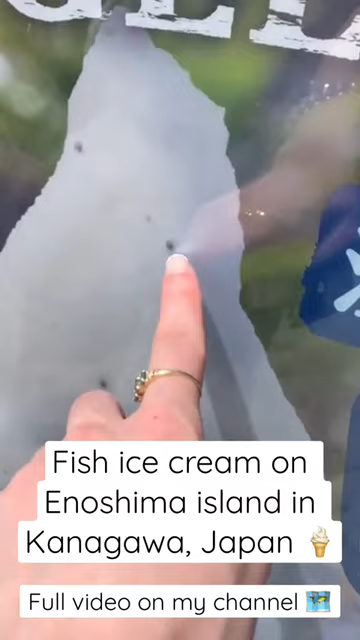 Fish ice cream on
Enoshima island in
Kanagawa, Japan 🍦
Full video on my channel 🗾